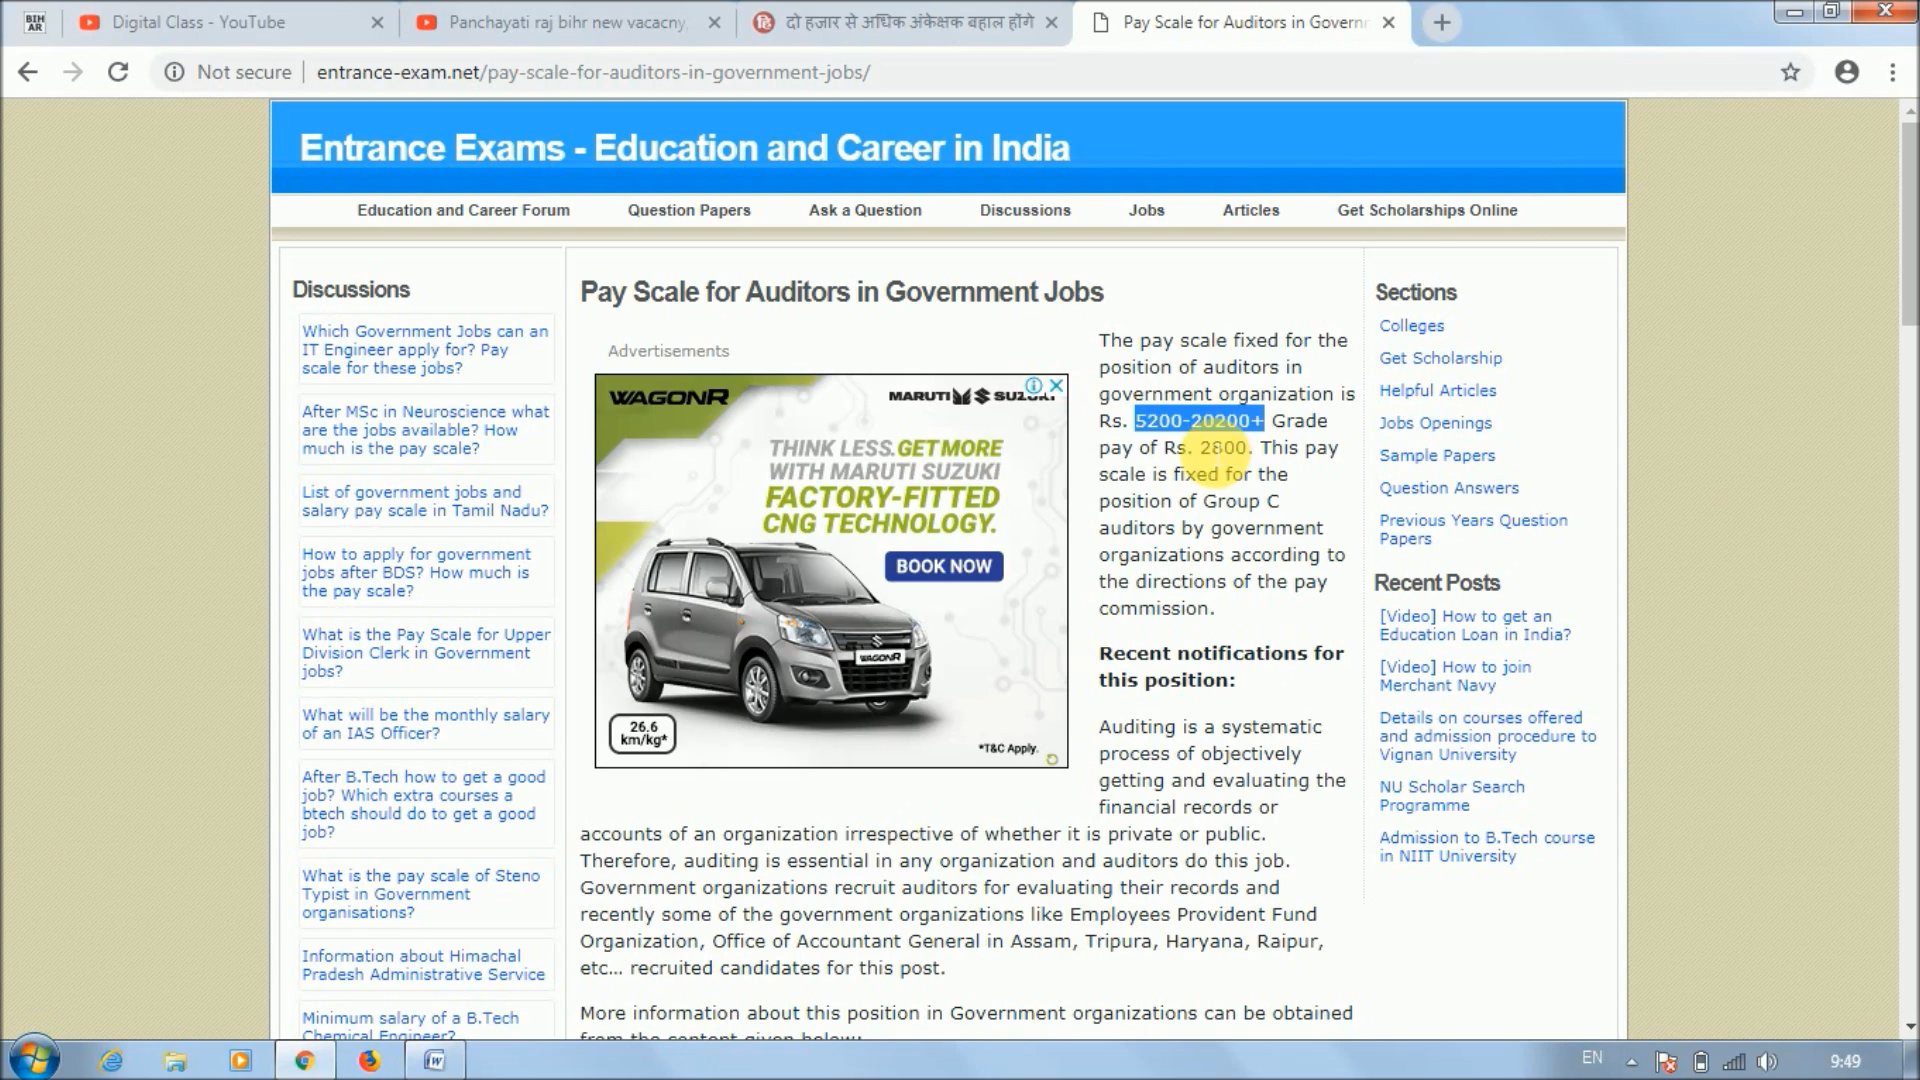 BIH
AR
Digital Class - YouTube
Panchayati raj bihr new vacacny,
दो हजार से अधिक अंकेक्षक बहाल होंगे
Pay Scale for Auditors in Governm
Not secure
entrance-exam.net/pay-scale-for-auditors-in-government-jobs/
Entrance Exams - Education and Career in India
Education and Career Forum
Question Papers
Ask a Question
Discussions
Jobs
Articles
Get Scholarships Online
Discussions
Which Government Jobs can an
IT Engineer apply for? Pay
scale for these jobs?
After MSc in Neuroscience what
are the jobs available? How
much is the pay scale?
List of government jobs and
salary pay scale in Tamil Nadu?
How to apply for government
jobs after BDS? How much is
the pay scale?
What is the Pay Scale for Upper
Division Clerk in Government
jobs?
What will be the monthly salary
of an IAS Officer?
After B.Tech how to get a good
job? Which extra courses a
btech should do to get a good
job?
What is the pay scale of Steno
Typist in Government
organisations?
Information about Himachal
Pradesh Administrative Service
Minimum salary of a B.Tech
Chemical Engineer?
Pay Scale for Auditors in Government Jobs
Advertisements
WAGONR
MARUTI SUZUKI
THINK LESS. GET MORE
WITH MARUTI SUZUKI
FACTORY-FITTED
CNG TECHNOLOGY.
BOOK NOW
WAGONR
26.6
km/kg*
*T&C Apply.
The pay scale fixed for the
position of auditors in
government organization is
Rs. 5200-20200+ Grade
pay of Rs. 2800. This pay
scale is fixed for the
position of Group C
auditors by government
organizations according to
the directions of the pay
commission.
Recent notifications for
this position:
Auditing is a systematic
process of objectively
getting and evaluating the
financial records or
accounts of an organization irrespective of whether it is private or public.
Therefore, auditing is essential in any organization and auditors do this job.
Government organizations recruit auditors for evaluating their records and
recently some of the government organizations like Employees Provident Fund
Organization, Office of Accountant General in Assam, Tripura, Haryana, Raipur,
etc... recruited candidates for this post.
More information about this position in Government organizations can be obtained
from the content given below:
Sections
Colleges
Get Scholarship
Helpful Articles
Jobs Openings
Sample Papers
Question Answers
Previous Years Question
Papers
Recent Posts
[Video] How to get an
Education Loan in India?
[Video] How to join
Merchant Navy
Details on courses offered
and admission procedure to
Vignan University
NU Scholar Search
Programme
Admission to B.Tech course
in NIIT University
EN
9:49